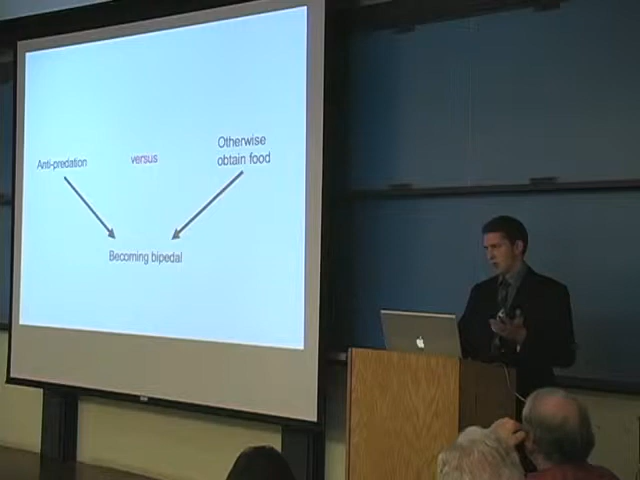 Otherwise
Anti-predation versus obtain food
Becoming bipedal